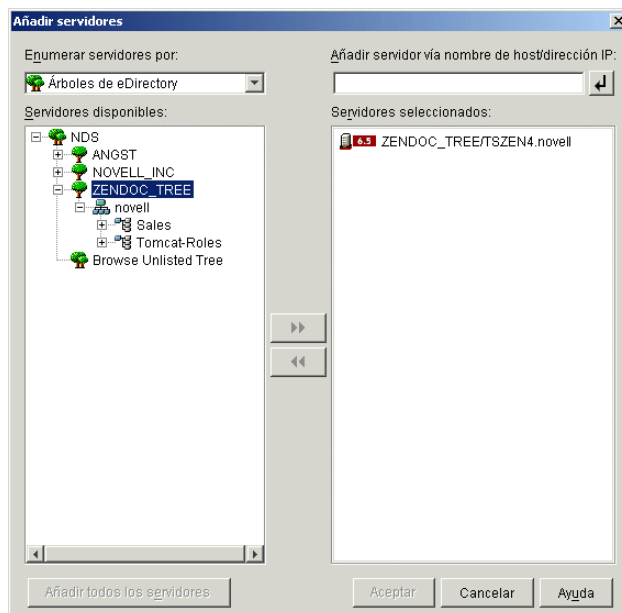 Añadir servidores
Enumerar servidores por:
Árboles de eDirectory
Servidores disponibles:
NDS
ANGST
NOVELL_INC
ZENDOC_TREE
novell
Sales
Tomcat-Roles
Browse Unlisted Tree
Añadir todos los servidores
Añadir servidor vía nombre de host/dirección IP:
Servidores seleccionados:
6.5 ZENDOC_TREE/TSZEN4.novell
Aceptar
Cancelar
Ayuda